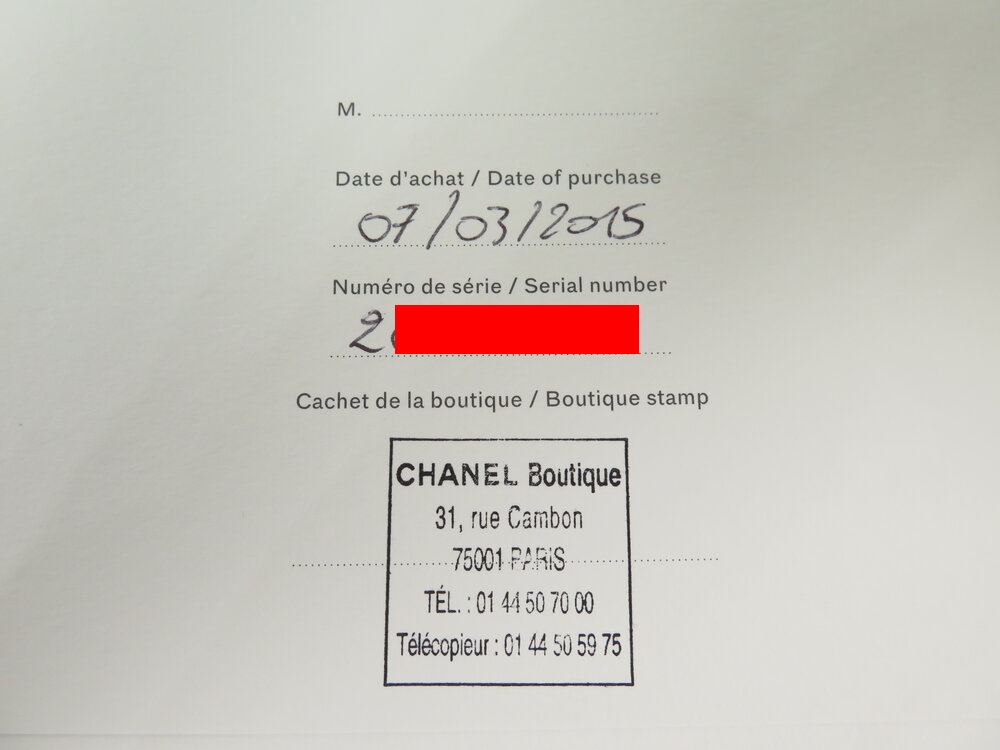 M.
Date d'achat / Date of purchase
07/03/2015
Numéro de série / Serial number
2
Cachet de la boutique / Boutique stamp
CHANEL Boutique
31, rue Cambon
75001 PARIS
TÉL. : 01 44 50 70 00
Télécopieur : 01 44 50 59 75